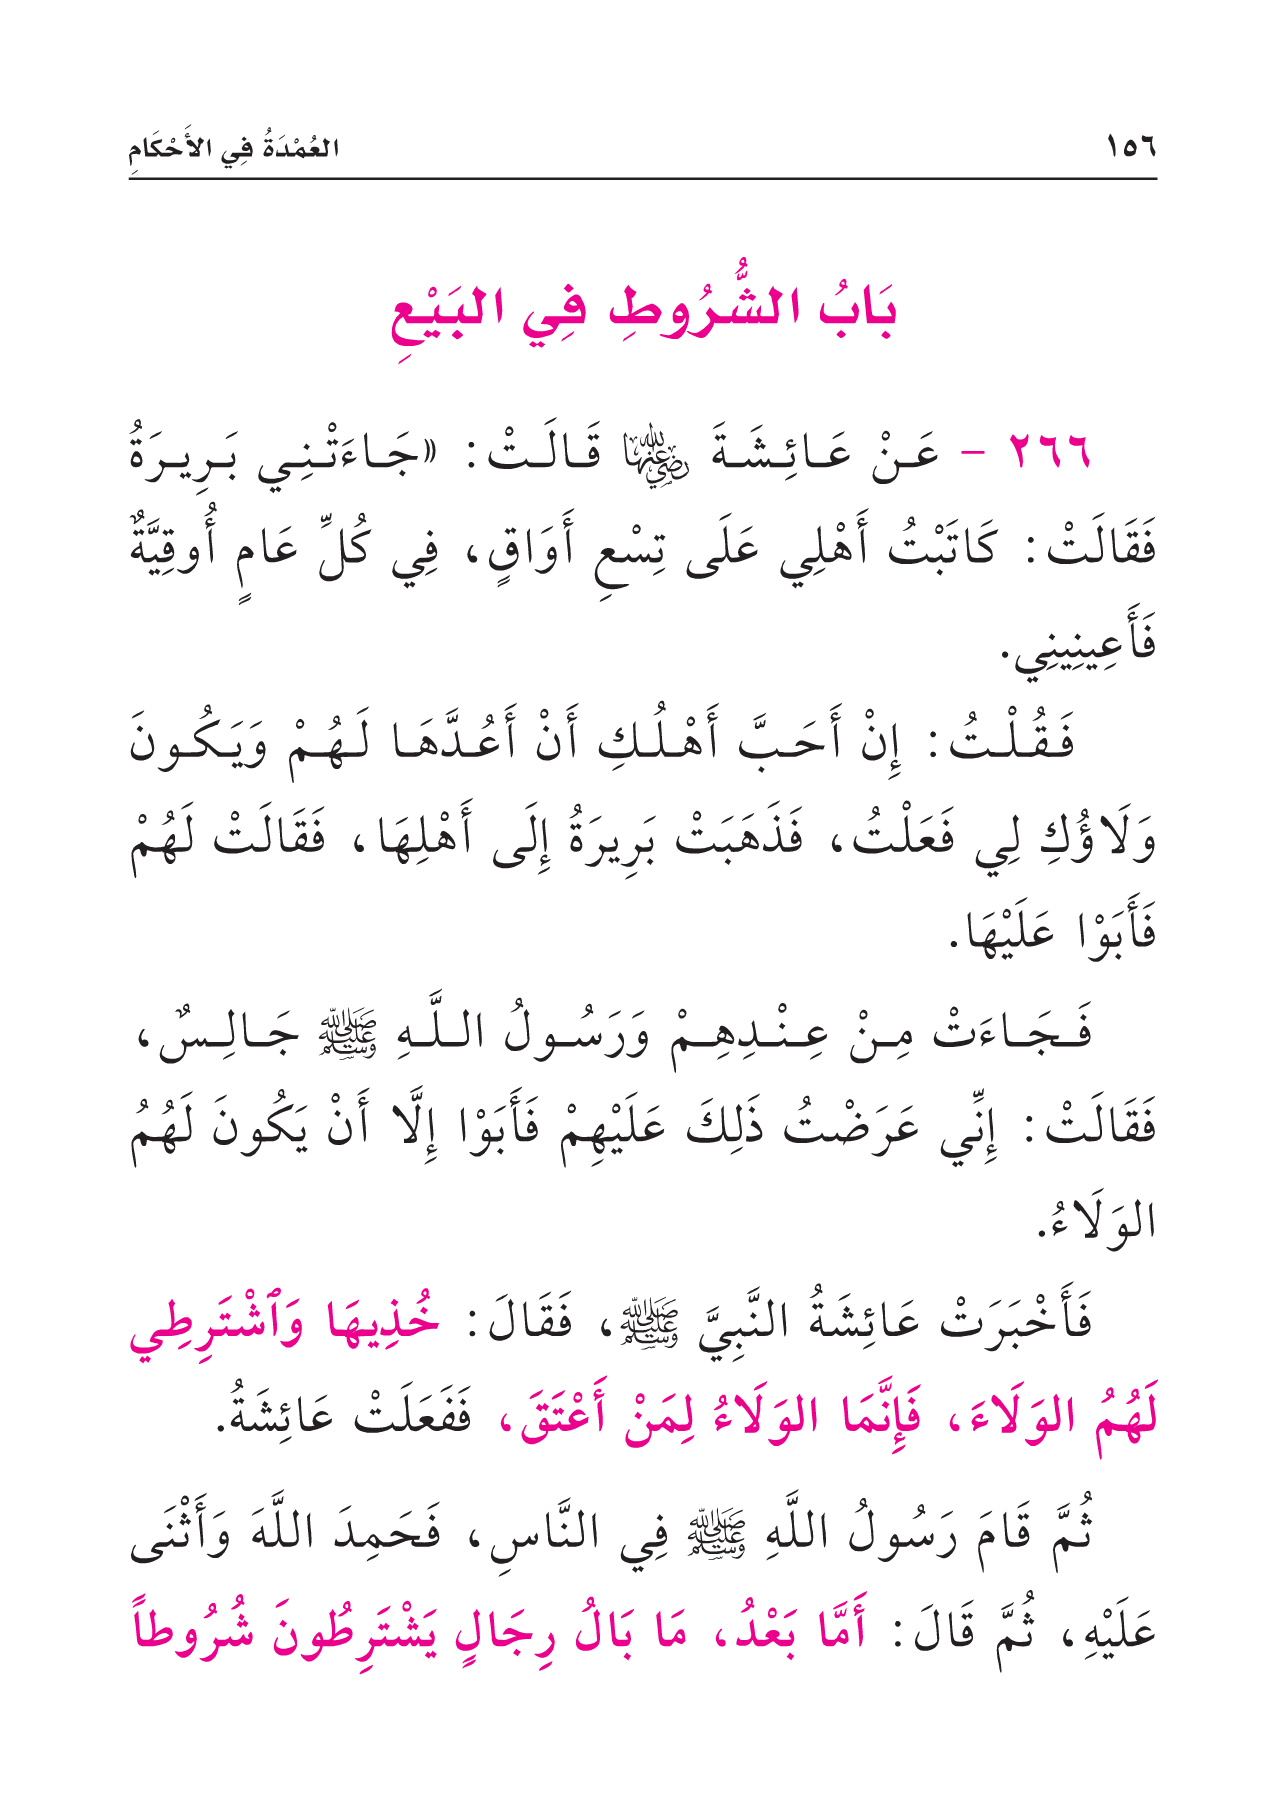 ١٥٦
العُمْدَةُ فِي الأَحْكَامِ
بَابُ الشُّرُوطِ فِي البَيْعِ
٢٦٦ - عَنْ عَائِشَةَ رضي الله عنها قَالَتْ: «جَاءَتْنِي بَرِيرَةُ
فَقَالَتْ: كَاتَبْتُ أَهْلِي عَلَى تِسْعِ أَوَاقٍ، فِي كُلِّ عَامٍ أُوقِيَّةٌ
فَأَعِينِينِي.
فَقُلْتُ: إِنْ أَحَبَّ أَهْلُكِ أَنْ أَعُدَّهَا لَهُمْ وَيَكُونَ
وَلَاؤُكِ لِي فَعَلْتُ، فَذَهَبَتْ بَرِيرَةُ إِلَى أَهْلِهَا، فَقَالَتْ لَهُمْ
فَأَبَوْا عَلَيْهَا.
فَجَاءَتْ مِنْ عِنْدِهِمْ وَرَسُولُ اللَّهِ ﷺ جَالِسٌ،
فَقَالَتْ: إِنِّي عَرَضْتُ ذَلِكَ عَلَيْهِمْ فَأَبَوْا إِلَّا أَنْ يَكُونَ لَهُمُ
الوَلَاءُ.
فَأَخْبَرَتْ عَائِشَةُ النَّبِيَّ ﷺ، فَقَالَ: خُذِيهَا وَٱشْتَرِطِي
لَهُمُ الوَلَاءَ، فَإِنَّمَا الوَلَاءُ لِمَنْ أَعْتَقَ، فَفَعَلَتْ عَائِشَةُ.
ثُمَّ قَامَ رَسُولُ اللَّهِ ﷺ فِي النَّاسِ، فَحَمِدَ اللَّهَ وَأَثْنَى
عَلَيْهِ، ثُمَّ قَالَ: أَمَّا بَعْدُ، مَا بَالُ رِجَالٍ يَشْتَرِطُونَ شُرُوطاً